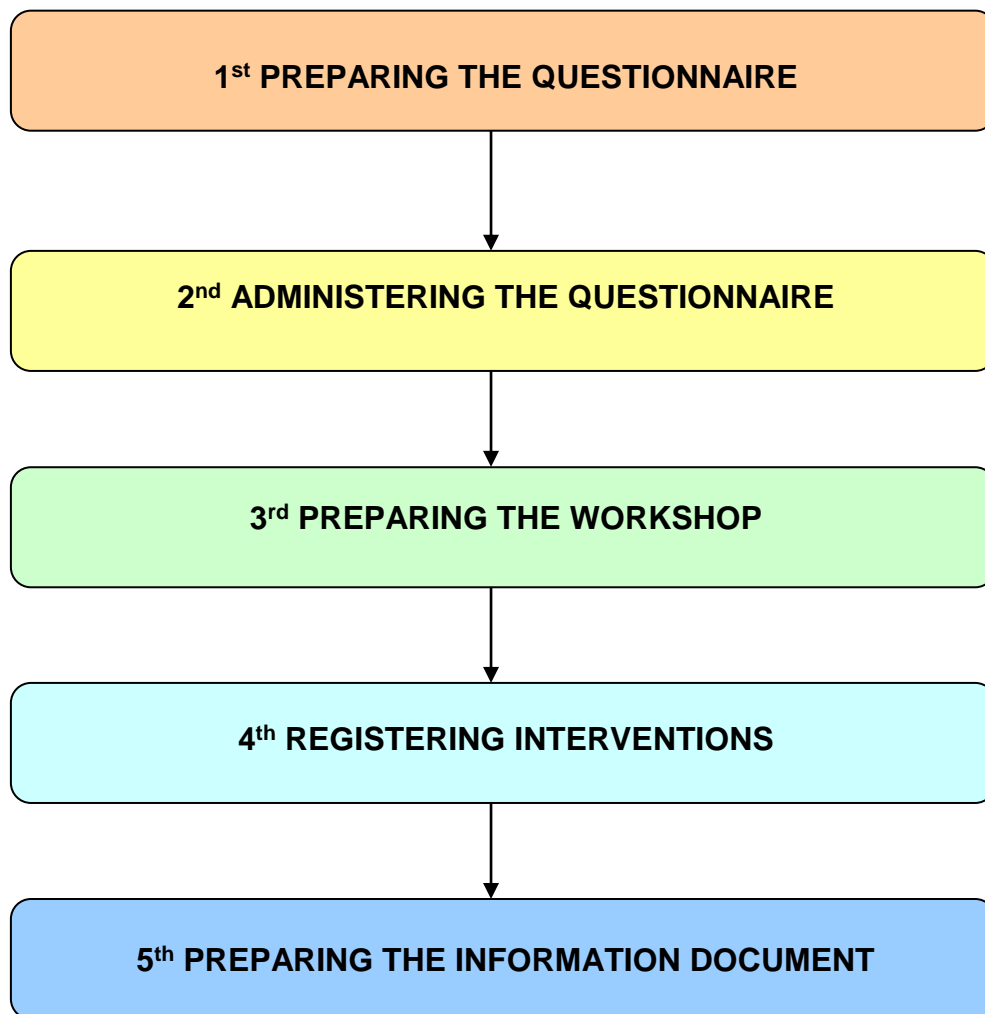 1st PREPARING THE QUESTIONNAIRE
2nd ADMINISTERING THE QUESTIONNAIRE
3rd PREPARING THE WORKSHOP
4th REGISTERING INTERVENTIONS
5th PREPARING THE INFORMATION DOCUMENT